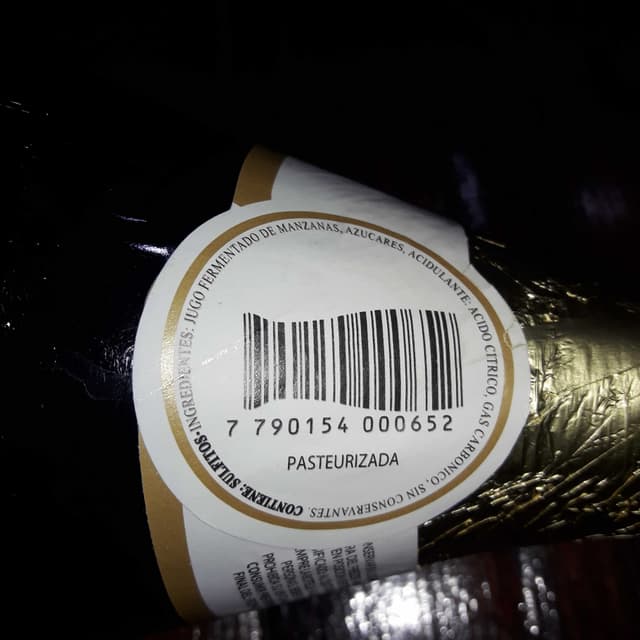 INGREDIENTES: JUGO FERMENTADO DE MANZANAS, AZUCARES, ACIDULANTE: ACIDO CITRICO, GAS CARBONICO, SIN CONSERVANTES. CONTIENE: SULFITOS.
7 790154 000652
PASTEURIZADA